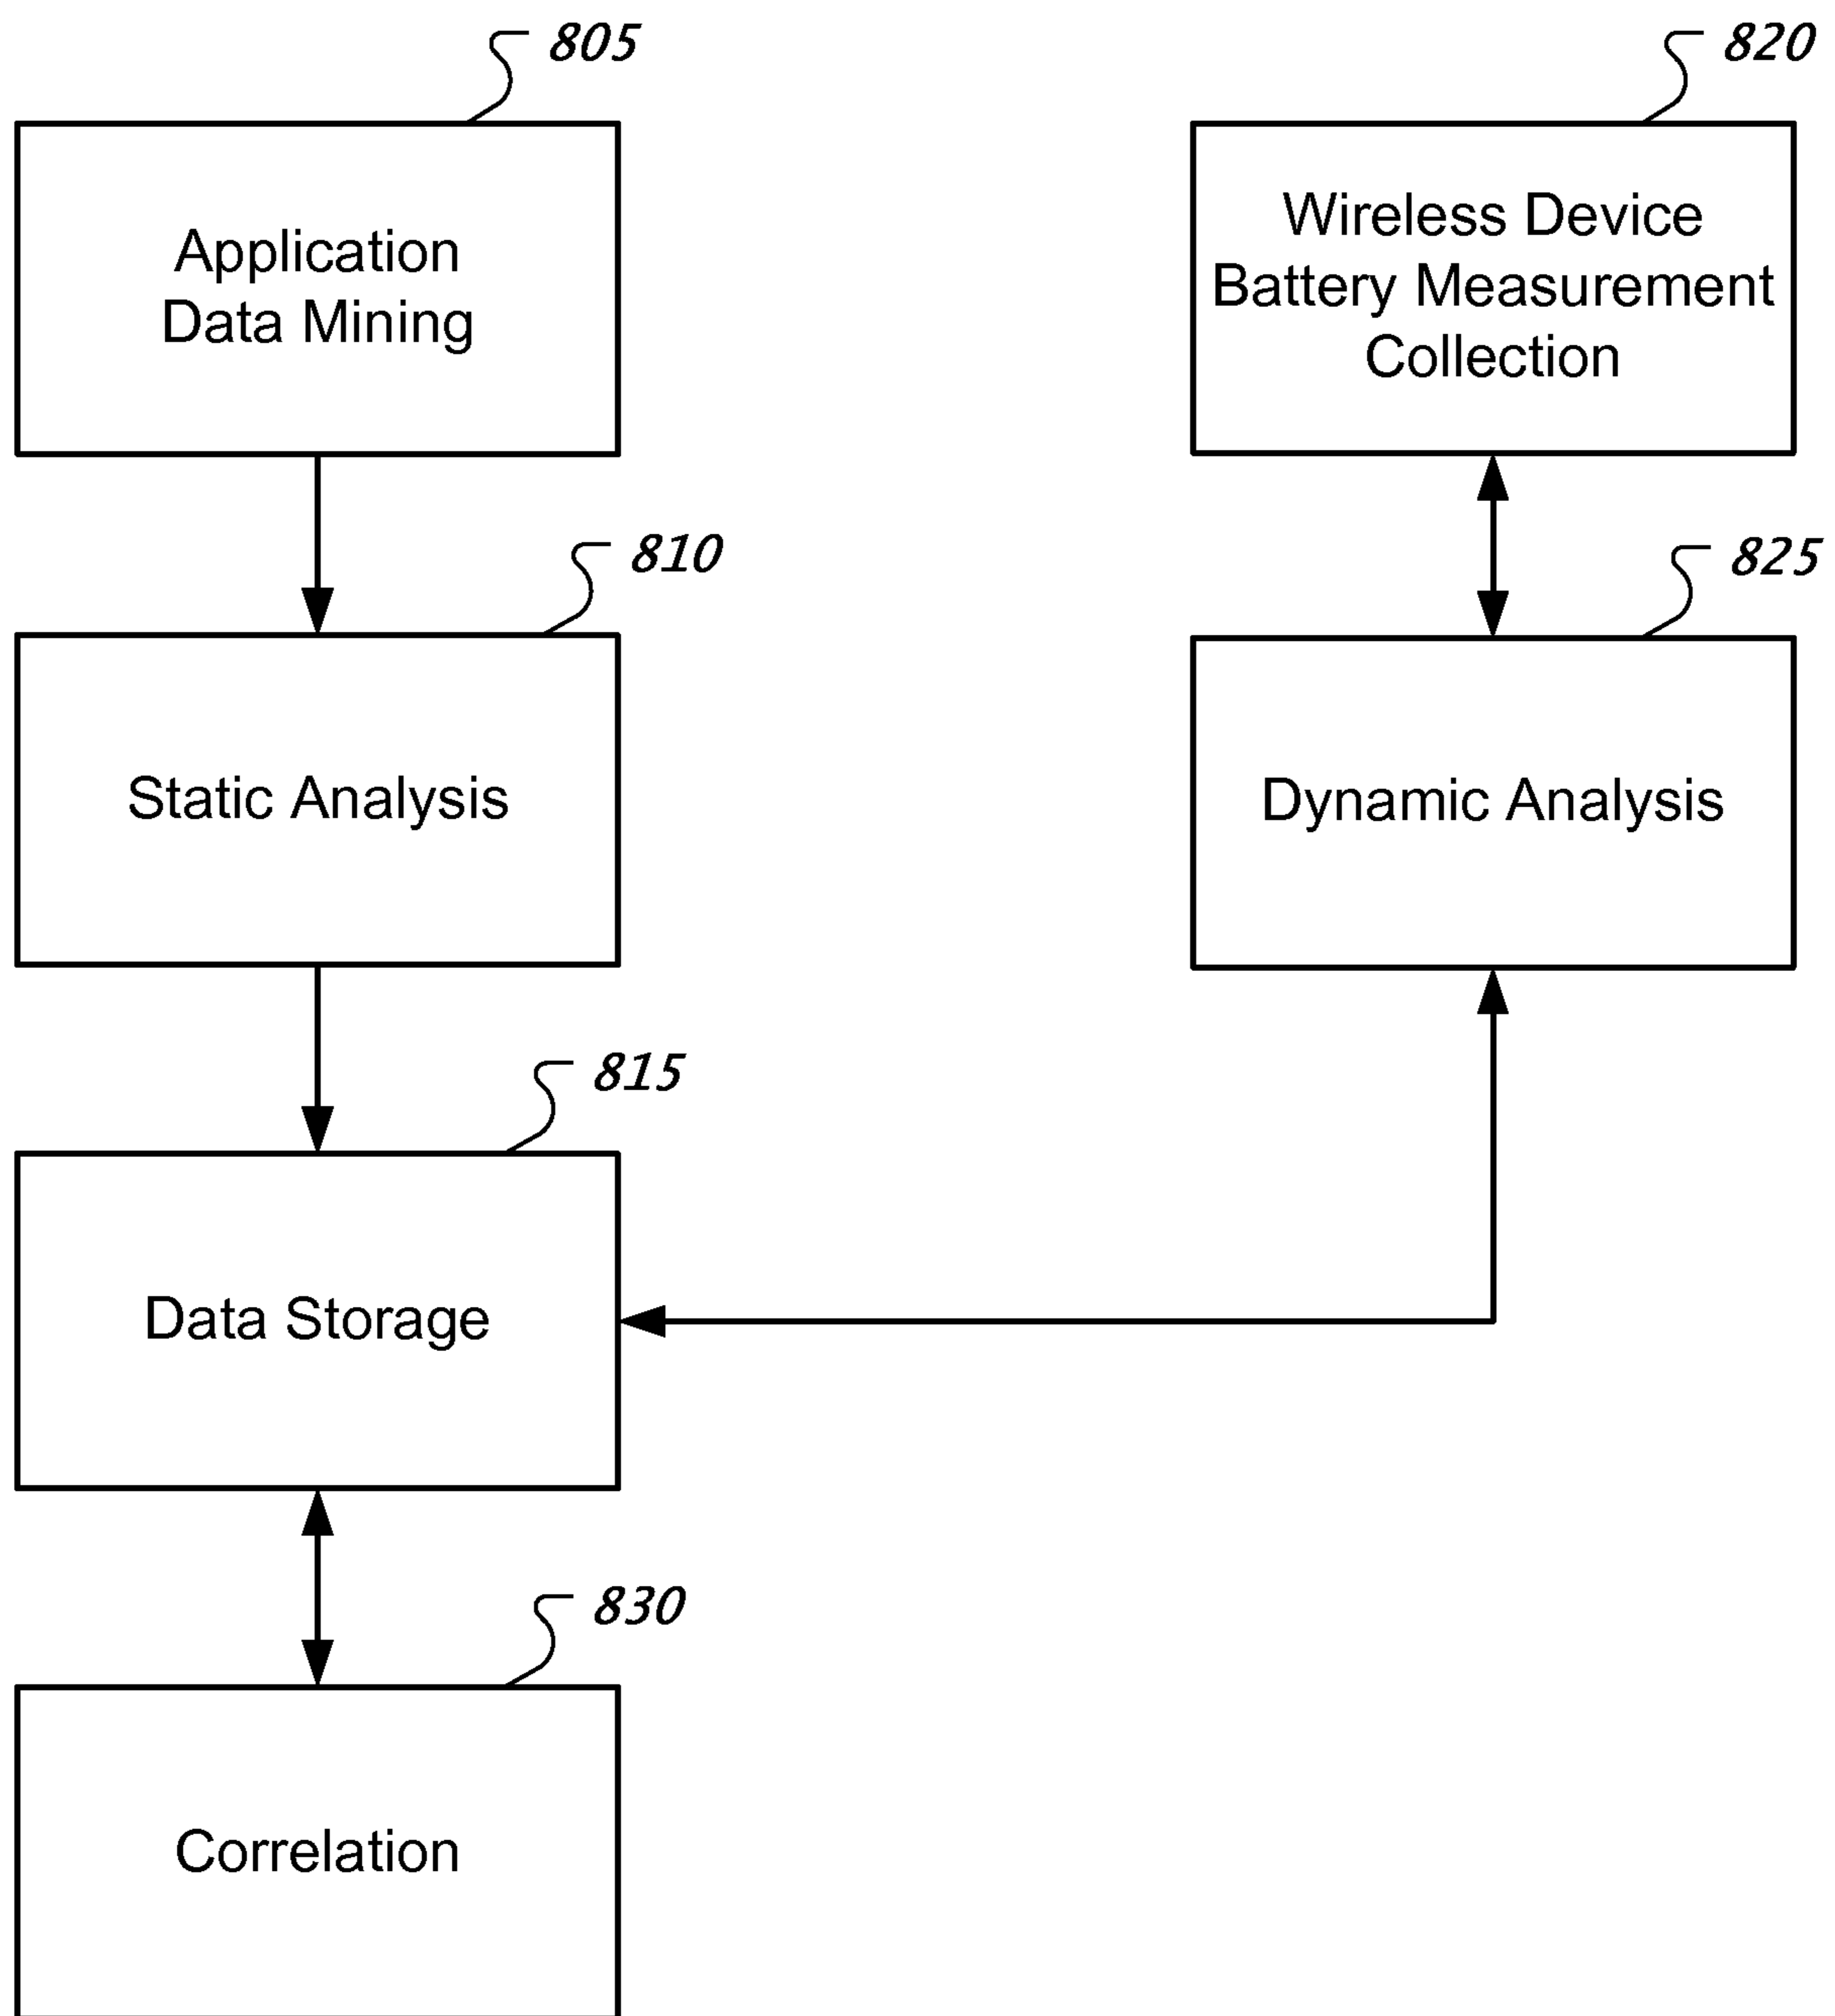 805
Application
Data Mining
810
Static Analysis
815
Data Storage
830
Correlation
820
Wireless Device
Battery Measurement
Collection
825
Dynamic Analysis